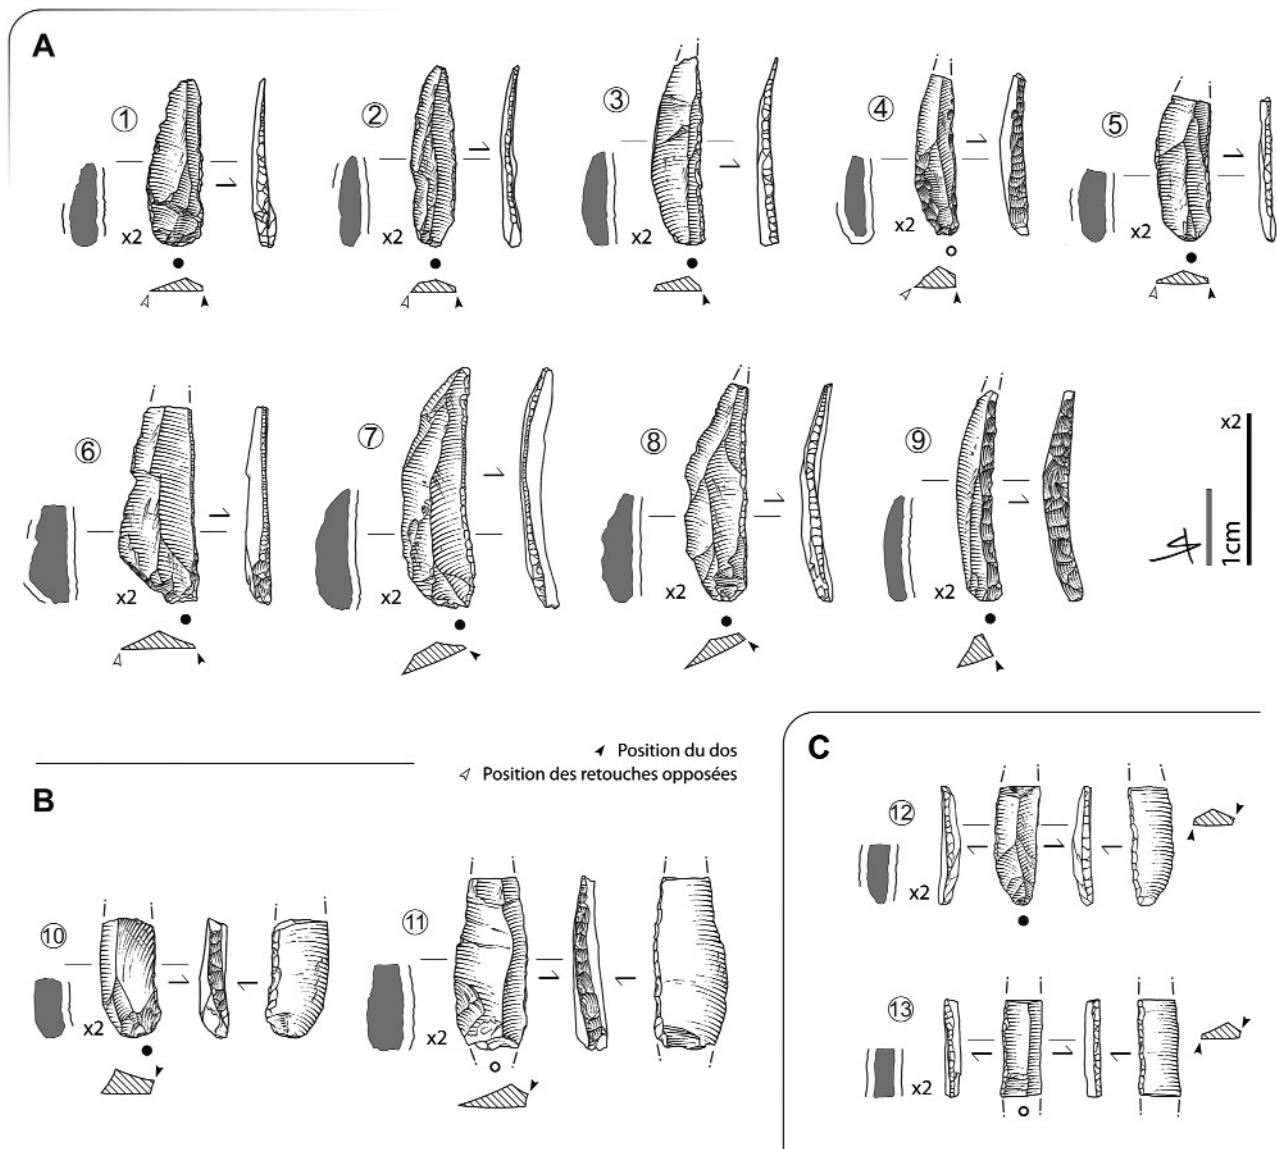 A
① ② ③ ④ ⑤
x2 x2 x2 x2 x2
⑥ ⑦ ⑧ ⑨
x2 x2 x2 x2
x2
1cm
Position du dos
Position des retouches opposées
B
⑩ ⑪
x2 x2
C
⑫
x2
⑬
x2